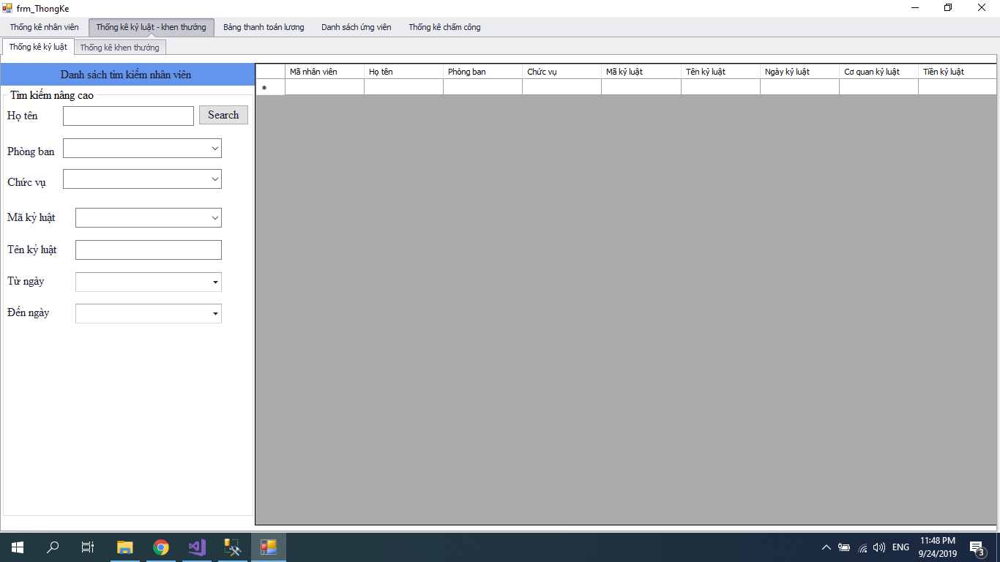 frm_ThongKe
Thống kê nhân viên Thống kê kỷ luật - khen thưởng Bảng thanh toán lương Danh sách ứng viên Thống kê chấm công
Thống kê kỷ luật Thống kê khen thưởng
Danh sách tìm kiếm nhân viên
Mã nhân viên Họ tên Phòng ban Chức vụ Mã kỷ luật Tên kỷ luật Ngày kỷ luật Cơ quan kỷ luật Tiền kỷ luật
Tìm kiếm nâng cao
Họ tên Search
Phòng ban
Chức vụ
Mã kỷ luật
Tên kỷ luật
Từ ngày
Đến ngày
ENG
11:48 PM
9/24/2019
3